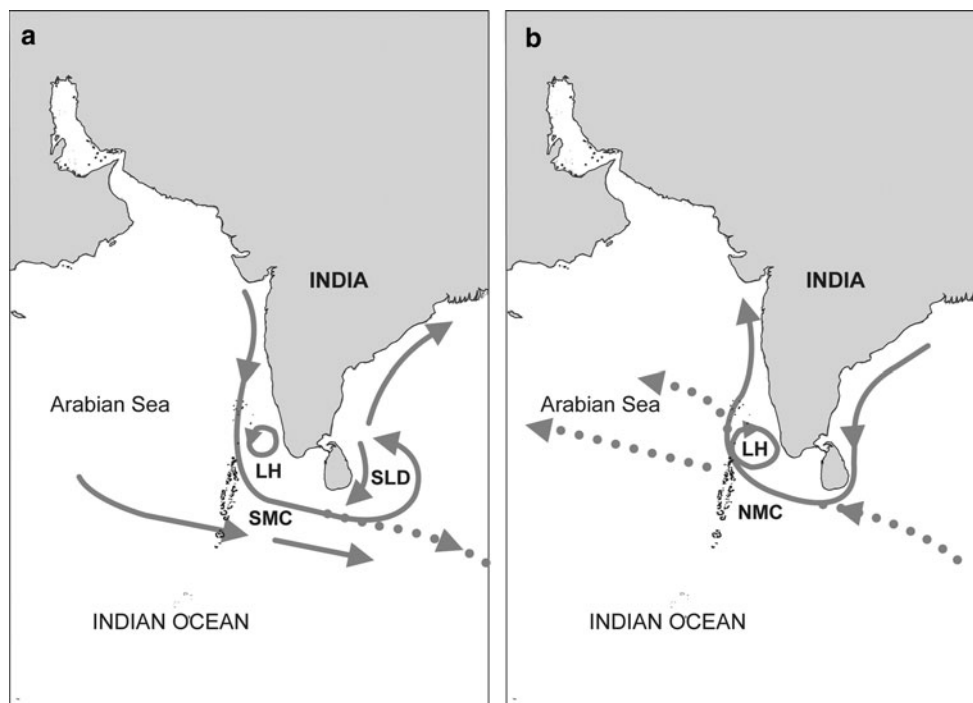 a
INDIA
Arabian Sea
LH
SLD
SMC
INDIAN OCEAN
b
INDIA
Arabian Sea
LH
NMC
INDIAN OCEAN